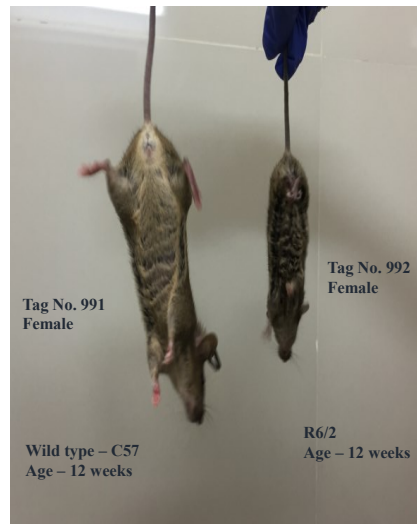 Tag No. 991
Female
Tag No. 992
Female
Wild type – C57
Age – 12 weeks
R6/2
Age – 12 weeks